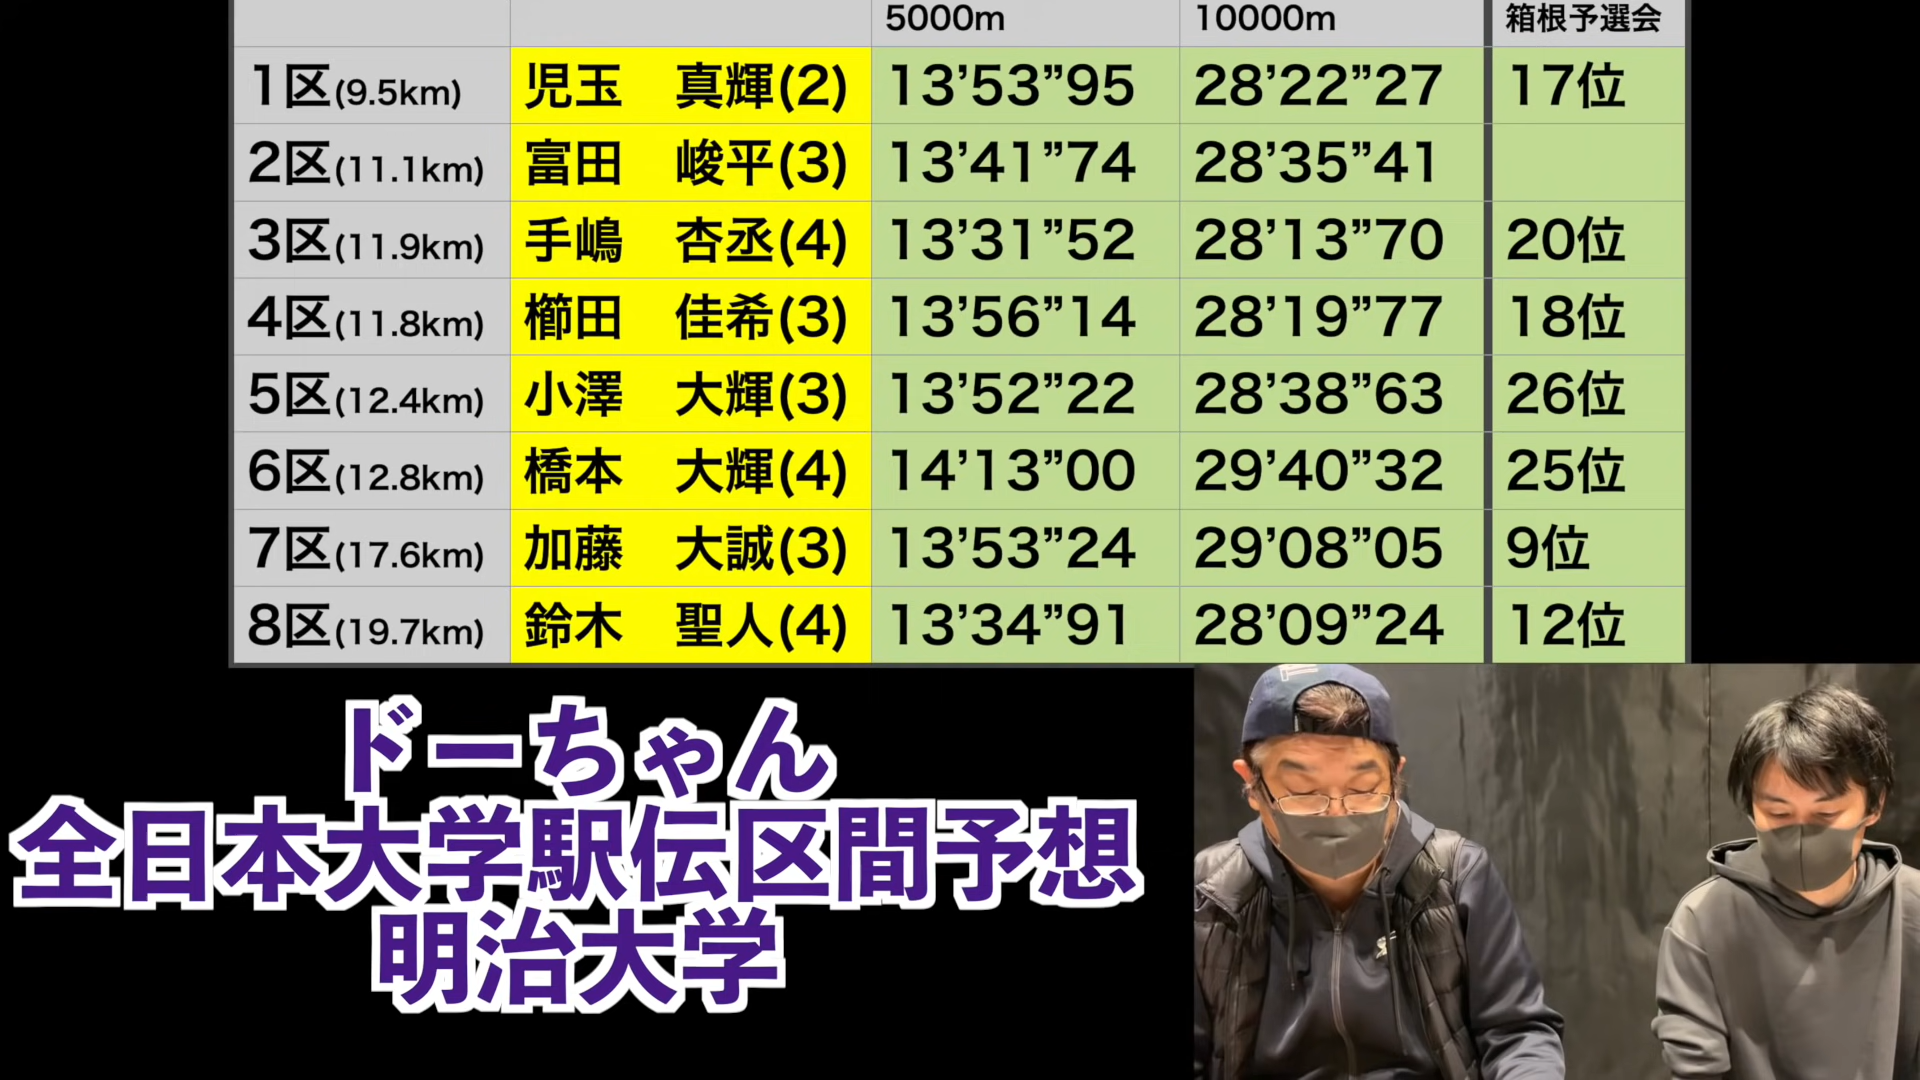 5000m 10000m 箱根予選会
1区(9.5km) 児玉 真輝(2) 13’53”95 28’22”27 17位
2区(11.1km) 富田 峻平(3) 13’41”74 28’35”41
3区(11.9km) 手嶋 杏丞(4) 13’31”52 28’13”70 20位
4区(11.8km) 櫛田 佳希(3) 13’56”14 28’19”77 18位
5区(12.4km) 小澤 大輝(3) 13’52”22 28’38”63 26位
6区(12.8km) 橋本 大輝(4) 14’13”00 29’40”32 25位
7区(17.6km) 加藤 大誠(3) 13’53”24 29’08”05 9位
8区(19.7km) 鈴木 聖人(4) 13’34”91 28’09”24 12位
ドーちゃん
全日本大学駅伝区間予想
明治大学